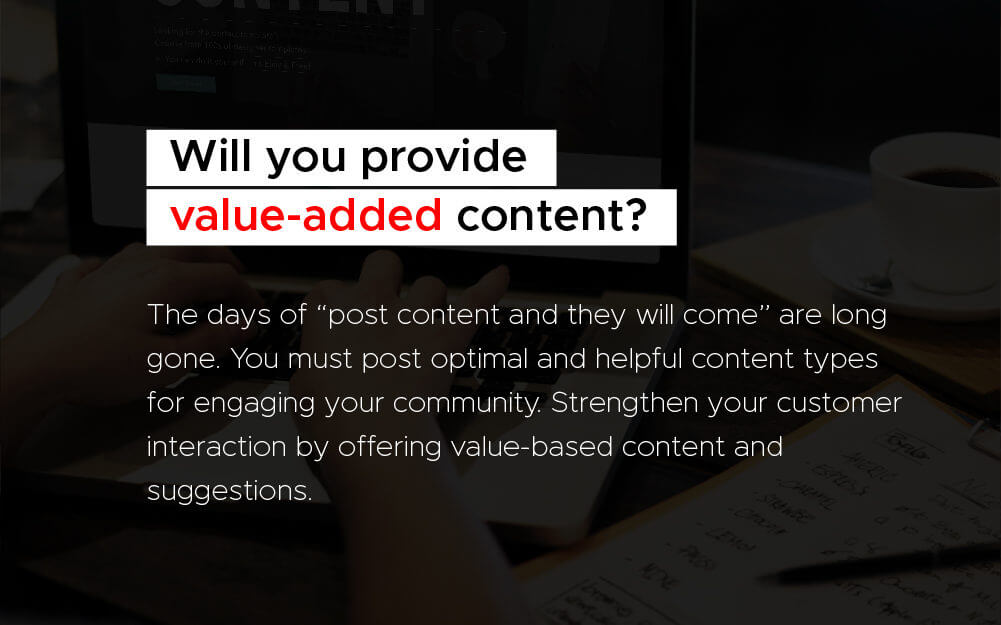 CONTENT
Will you provide
value-added content?
The days of “post content and they will come” are long
gone. You must post optimal and helpful content types
for engaging your community. Strengthen your customer
interaction by offering value-based content and
suggestions.
CARAMEL